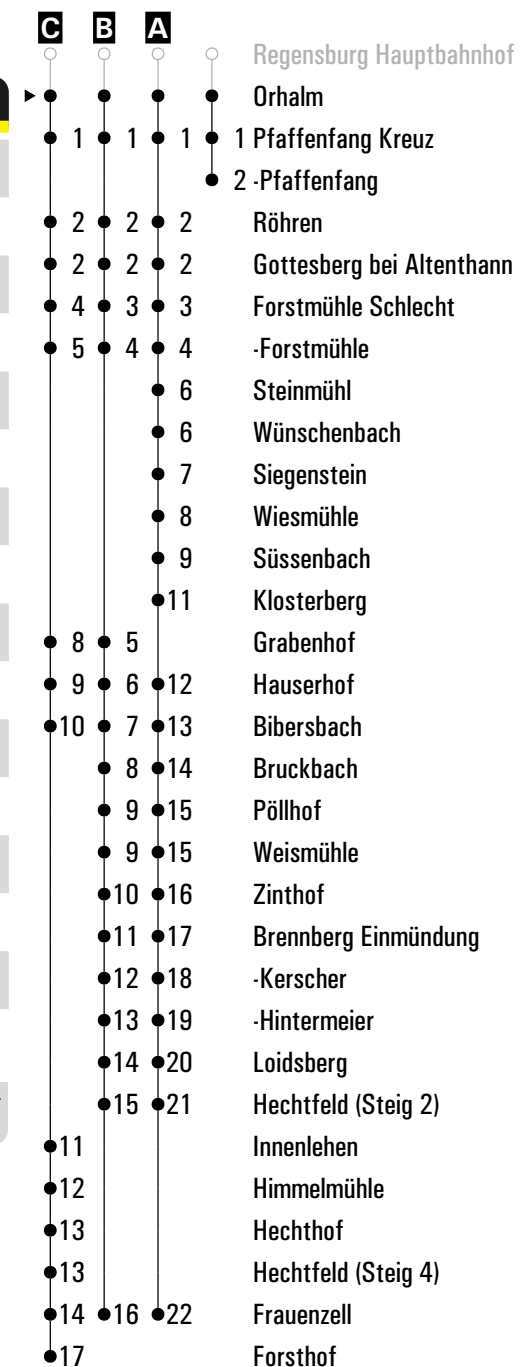 C B A
Regensburg Hauptbahnhof
Orhalm
1 1 1 1 Pfaffenfang Kreuz
2 -Pfaffenfang
2 2 2 Röhren
2 2 2 Gottesberg bei Altenthann
4 3 3 Forstmühle Schlecht
5 4 4 -Forstmühle
6 Steinmühl
6 Wünschenbach
7 Siegenstein
8 Wiesmühle
9 Süssenbach
11 Klosterberg
8 5 Grabenhof
9 6 12 Hauserhof
10 7 13 Bibersbach
8 14 Bruckbach
9 15 Pöllhof
9 15 Weismühle
10 16 Zinthof
11 17 Brennberg Einmündung
12 18 -Kerscher
13 19 -Hintermeier
14 20 Loidsberg
15 21 Hechtfeld (Steig 2)
11 Innenlehen
12 Himmelmühle
13 Hechthof
13 Hechtfeld (Steig 4)
14 16 22 Frauenzell
17 Forsthof